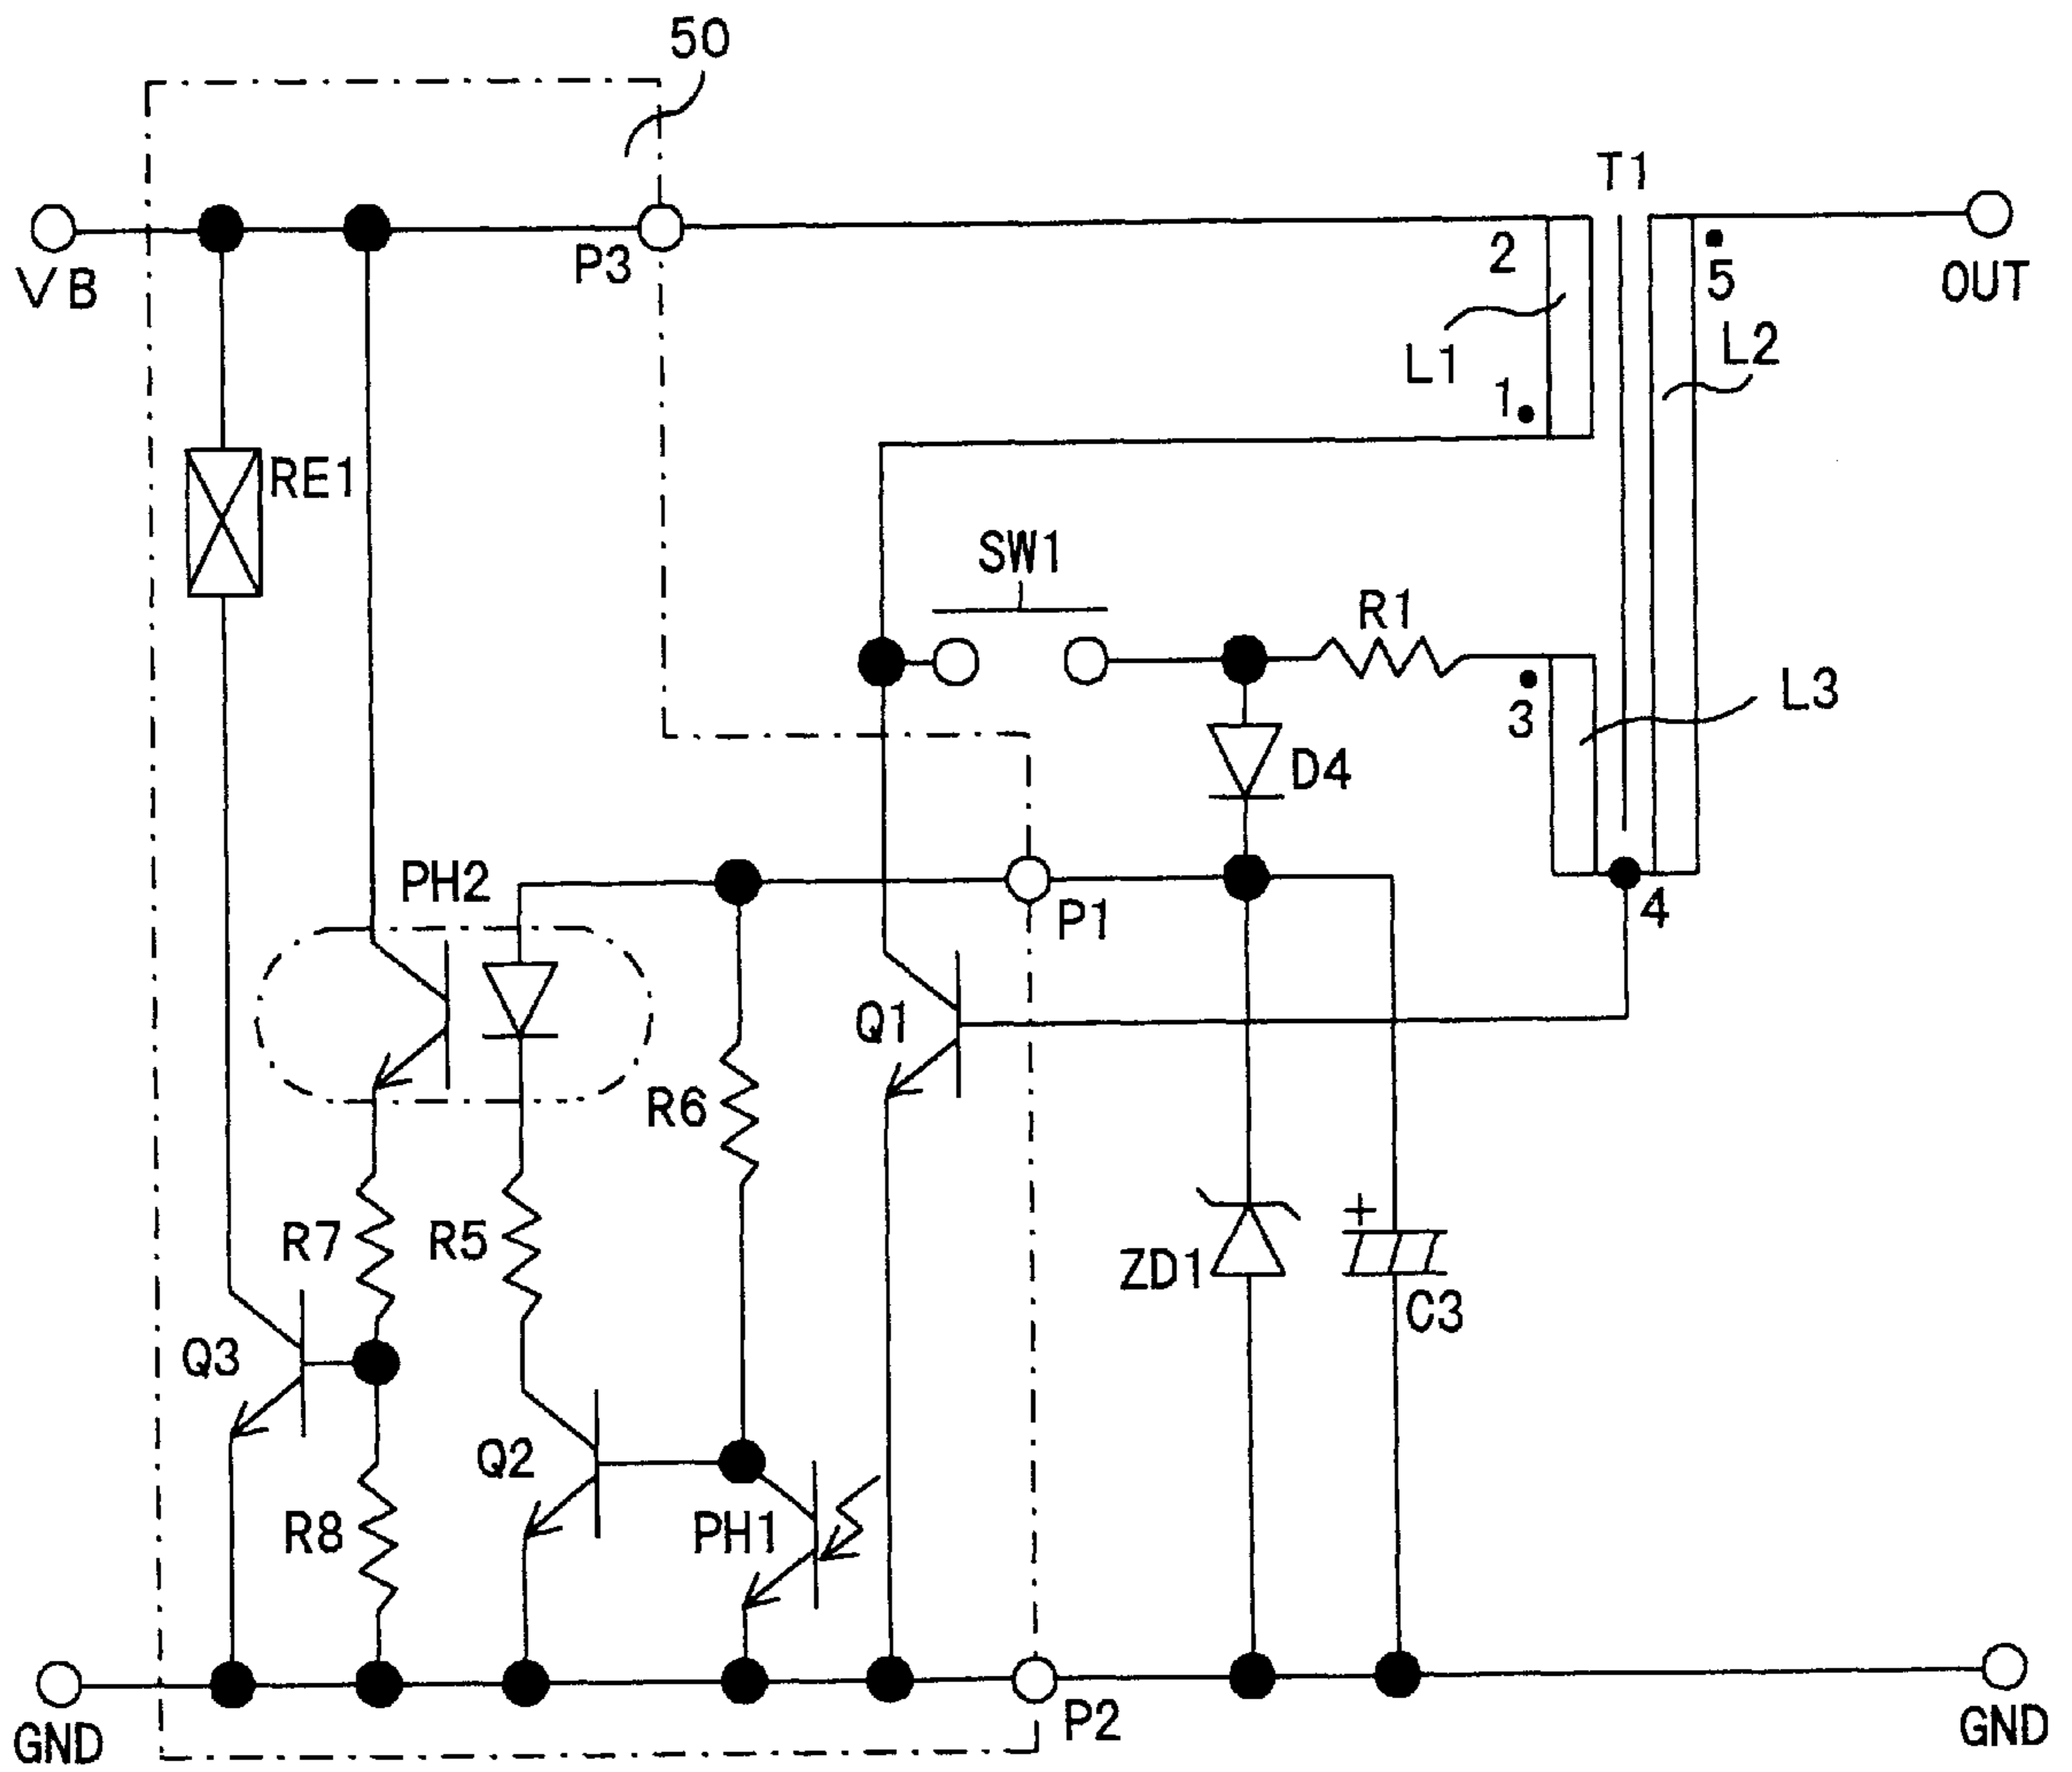 50
T1
VB
P3
2
5
OUT
L1
L2
1
RE1
SW1
R1
3
L3
D4
PH2
P1
4
Q1
R6
R7
R5
ZD1
+
C3
Q3
Q2
R8
PH1
P2
GND
GND